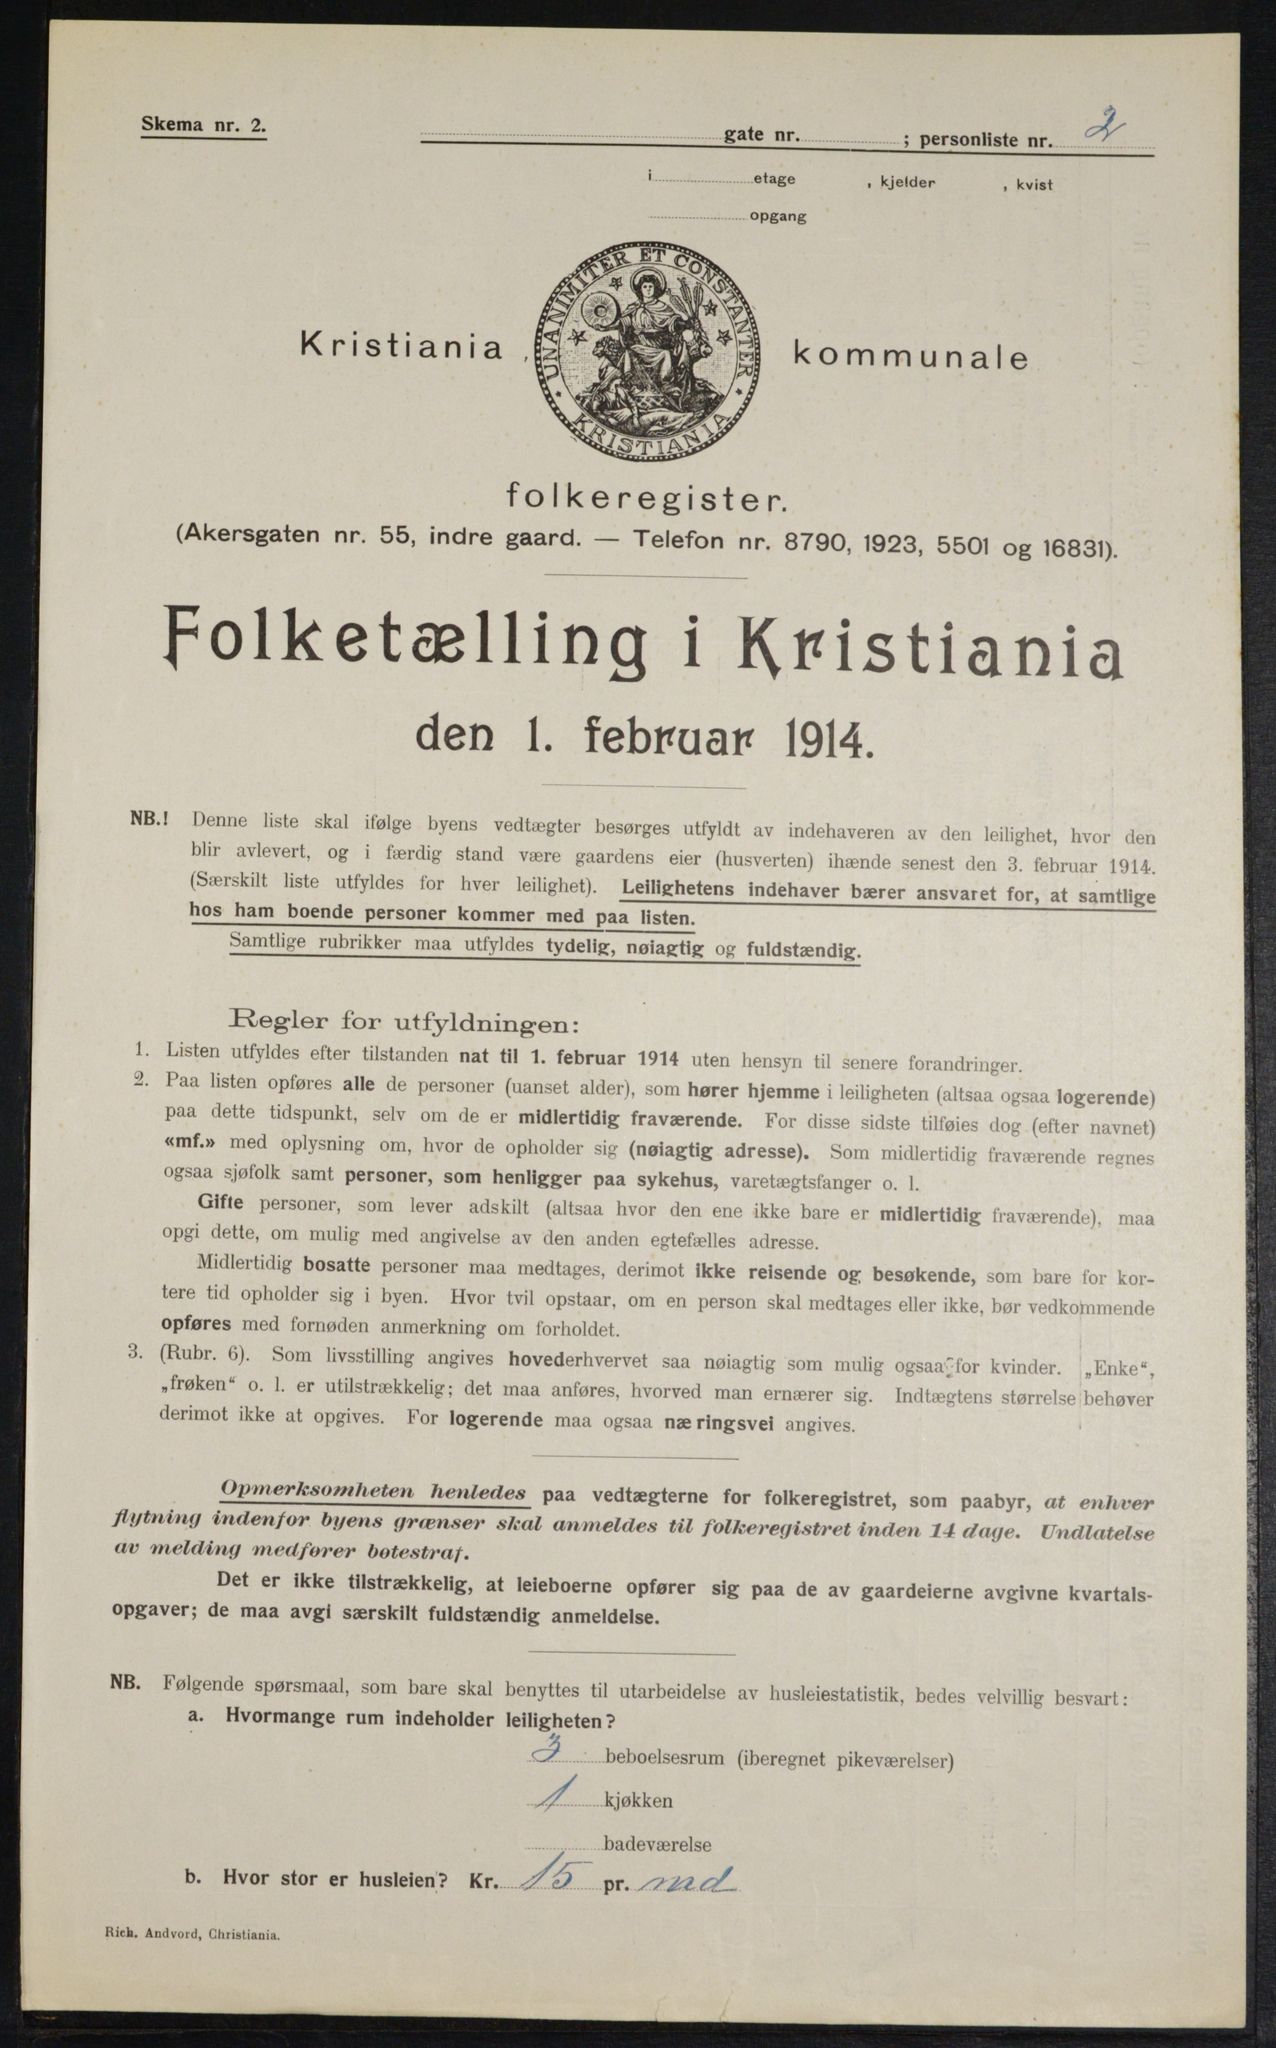 Skema nr. 2.
gate nr. ; personliste nr. 2
i etage , kjelder , kvist
opgang
UNANIMITER ET CONSTANTER
KRISTIANIA
Kristiania kommunale
folkeregister.
(Akersgaten nr. 55, indre gaard. — Telefon nr. 8790, 1923, 5501 og 16831).
Folketælling i Kristiania
den 1. februar 1914.
NB.! Denne liste skal ifølge byens vedtægter besørges utfyldt av indehaveren av den leilighet, hvor den
blir avlevert, og i færdig stand være gaardens eier (husverten) ihænde senest den 3. februar 1914.
(Særskilt liste utfyldes for hver leilighet). Leilighetens indehaver bærer ansvaret for, at samtlige
hos ham boende personer kommer med paa listen.
Samtlige rubrikker maa utfyldes tydelig, nøiagtig og fuldstændig.
Regler for utfyldningen:
1. Listen utfyldes efter tilstanden nat til 1. februar 1914 uten hensyn til senere forandringer.
2. Paa listen opføres alle de personer (uanset alder), som hører hjemme i leiligheten (altsaa ogsaa logerende)
paa dette tidspunkt, selv om de er midlertidig fraværende. For disse sidste tilføies dog (efter navnet)
«mf.» med oplysning om, hvor de opholder sig (nøiagtig adresse). Som midlertidig fraværende regnes
ogsaa sjøfolk samt personer, som henligger paa sykehus, varetægtsfanger o. l.
Gifte personer, som lever adskilt (altsaa hvor den ene ikke bare er midlertidig fraværende), maa
opgi dette, om mulig med angivelse av den anden egtefælles adresse.
Midlertidig bosatte personer maa medtages, derimot ikke reisende og besøkende, som bare for kor-
tere tid opholder sig i byen. Hvor tvil opstaar, om en person skal medtages eller ikke, bør vedkommende
opføres med fornøden anmerkning om forholdet.
3. (Rubr. 6). Som livsstilling angives hovederhvervet saa nøiagtig som mulig ogsaa for kvinder. „Enke“,
„frøken“ o. l. er utilstrækkelig; det maa anføres, hvorved man ernærer sig. Indtægtens størrelse behøver
derimot ikke at opgives. For logerende maa ogsaa næringsvei angives.
Opmerksomheten henledes paa vedtægterne for folkeregistret, som paabyr, at enhver
flytning indenfor byens grænser skal anmeldes til folkeregistret inden 14 dage. Undlatelse
av melding medfører bøtestraf.
Det er ikke tilstrækkelig, at leieboerne opfører sig paa de av gaardeierne avgivne kvartals-
opgaver; de maa avgi særskilt fuldstændig anmeldelse.
NB. Følgende spørsmaal, som bare skal benyttes til utarbeidelse av husleiestatistik, bedes velvillig besvart:
a. Hvormange rum indeholder leiligheten?
3 beboelsesrum (iberegnet pikeværelser)
1 kjøkken
badeværelse
b. Hvor stor er husleien? Kr. 15 pr. md
Rich. Andvord, Christiania.